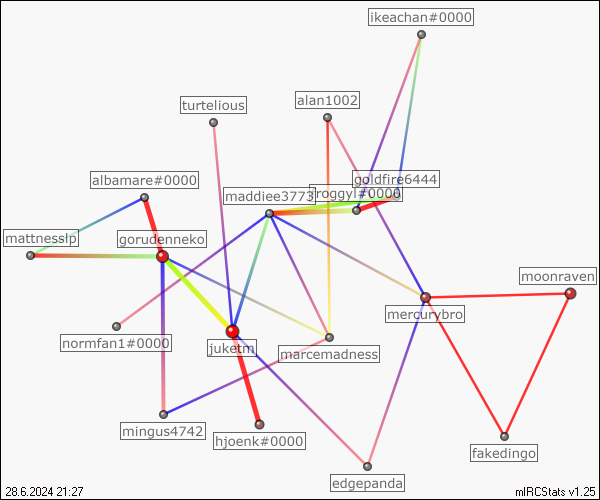 ikeachan#0000
alan1002
turtelious
goldfire6444
albamare#0000
maddiee3773
froggyl#0000
mattnesslp
gorudenneko
moonraven
mercurybro
normfan1#0000
juketm
marcemadness
mingus4742
hjoenk#0000
fakedingo
edgepanda
28.6.2024 21:27
mIRCStats v1.25